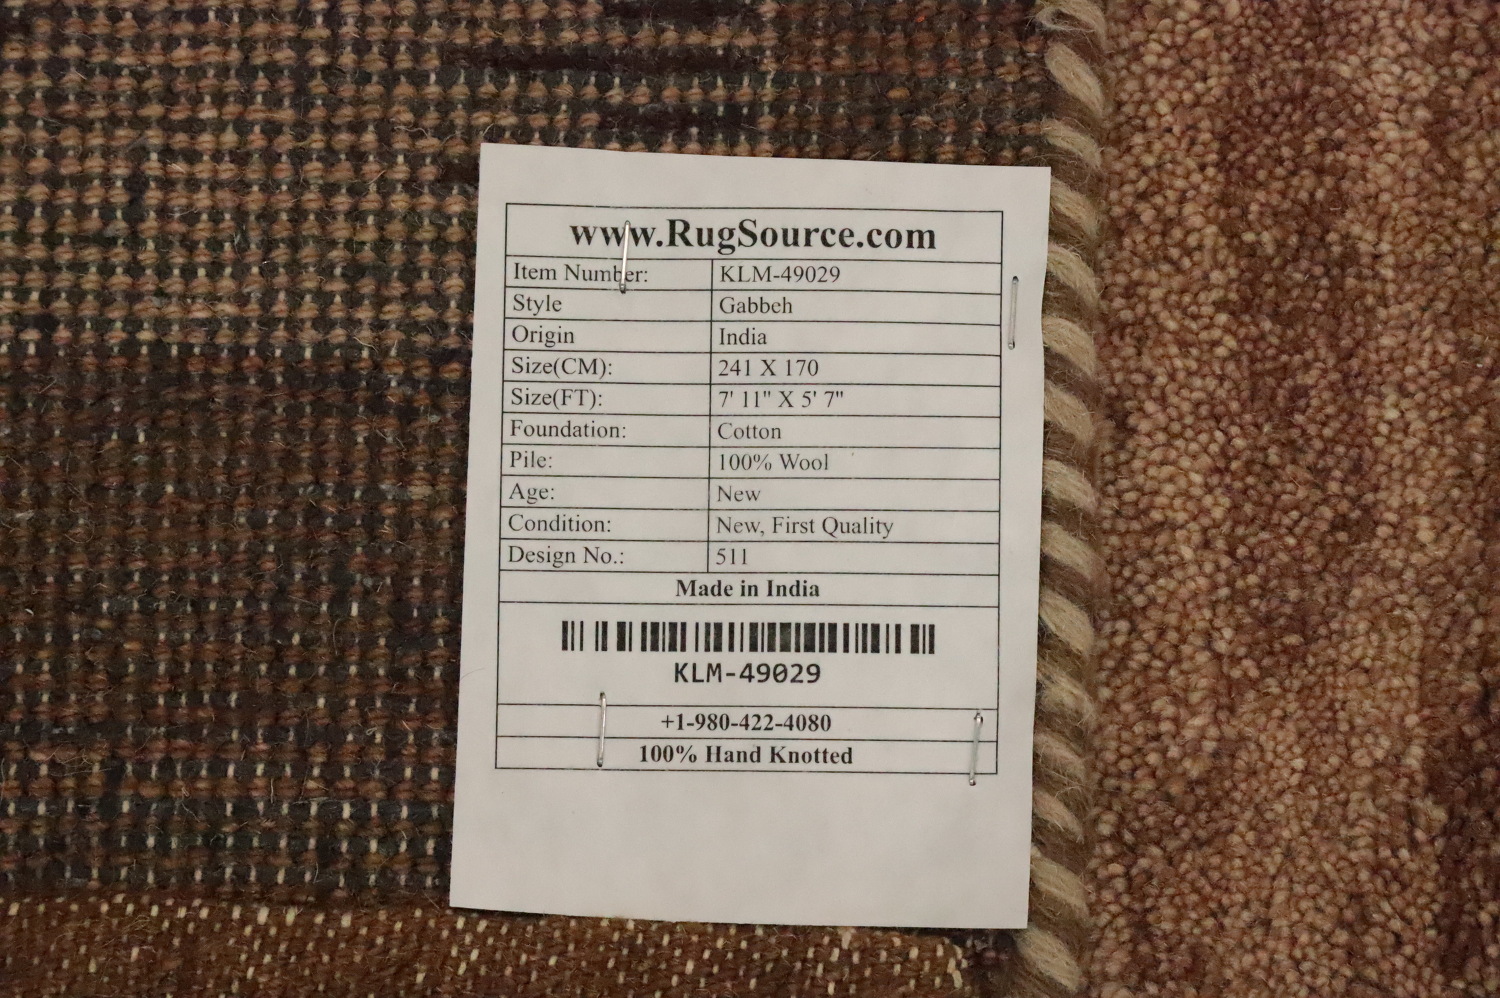 www.RugSource.com
Item Number: KLM-49029
Style Gabbeh
Origin India
Size(CM): 241 X 170
Size(FT): 7' 11" X 5' 7"
Foundation: Cotton
Pile: 100% Wool
Age: New
Condition: New, First Quality
Design No.: 511
Made in India
KLM-49029
+1-980-422-4080
100% Hand Knotted